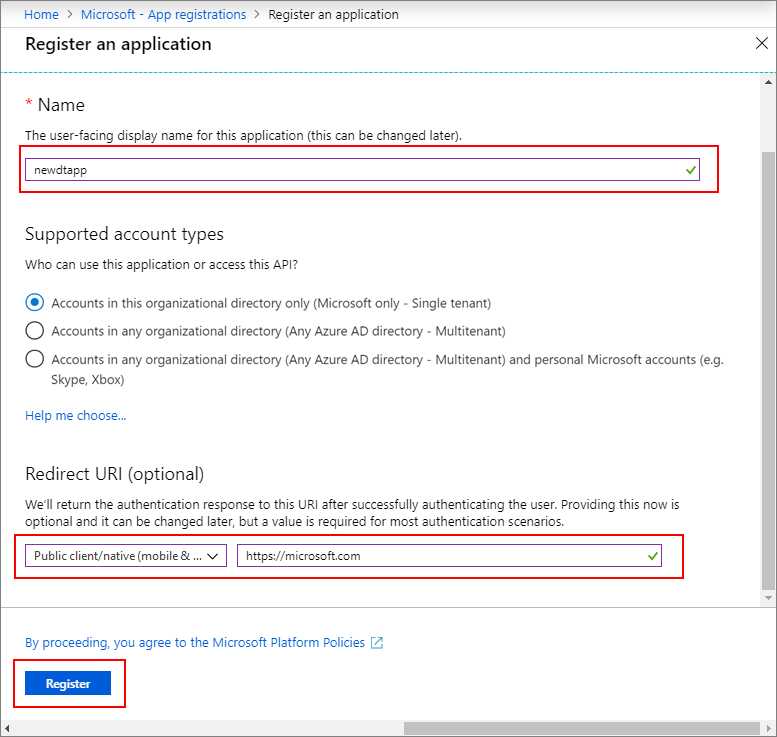 Home > Microsoft - App registrations > Register an application
Register an application
* Name
The user-facing display name for this application (this can be changed later).
newdtapp
Supported account types
Who can use this application or access this API?
Accounts in this organizational directory only (Microsoft only - Single tenant)
Accounts in any organizational directory (Any Azure AD directory - Multitenant)
Accounts in any organizational directory (Any Azure AD directory - Multitenant) and personal Microsoft accounts (e.g.
Skype, Xbox)
Help me choose...
Redirect URI (optional)
We'll return the authentication response to this URI after successfully authenticating the user. Providing this now is
optional and it can be changed later, but a value is required for most authentication scenarios.
Public client/native (mobile & ... https://microsoft.com
By proceeding, you agree to the Microsoft Platform Policies
Register